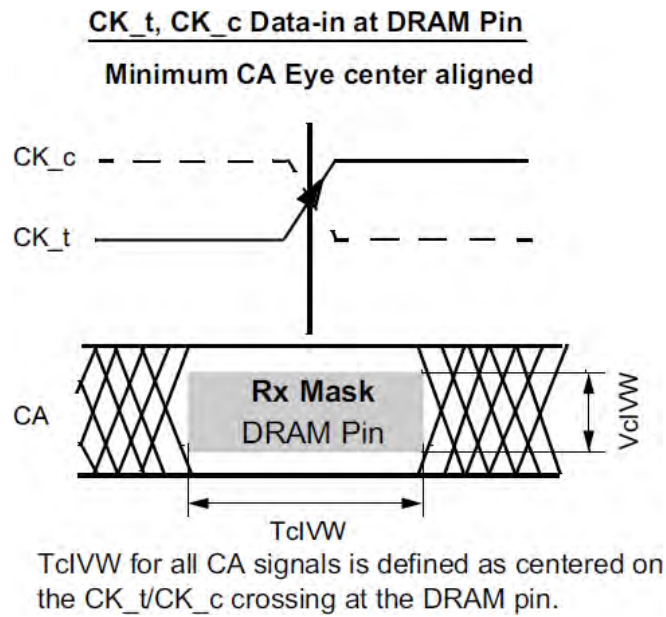 CK_t, CK_c Data-in at DRAM Pin
Minimum CA Eye center aligned
CK_c
CK_t
CA
Rx Mask
DRAM Pin
VcIVW
TcIVW
TcIVW for all CA signals is defined as centered on
the CK_t/CK_c crossing at the DRAM pin.